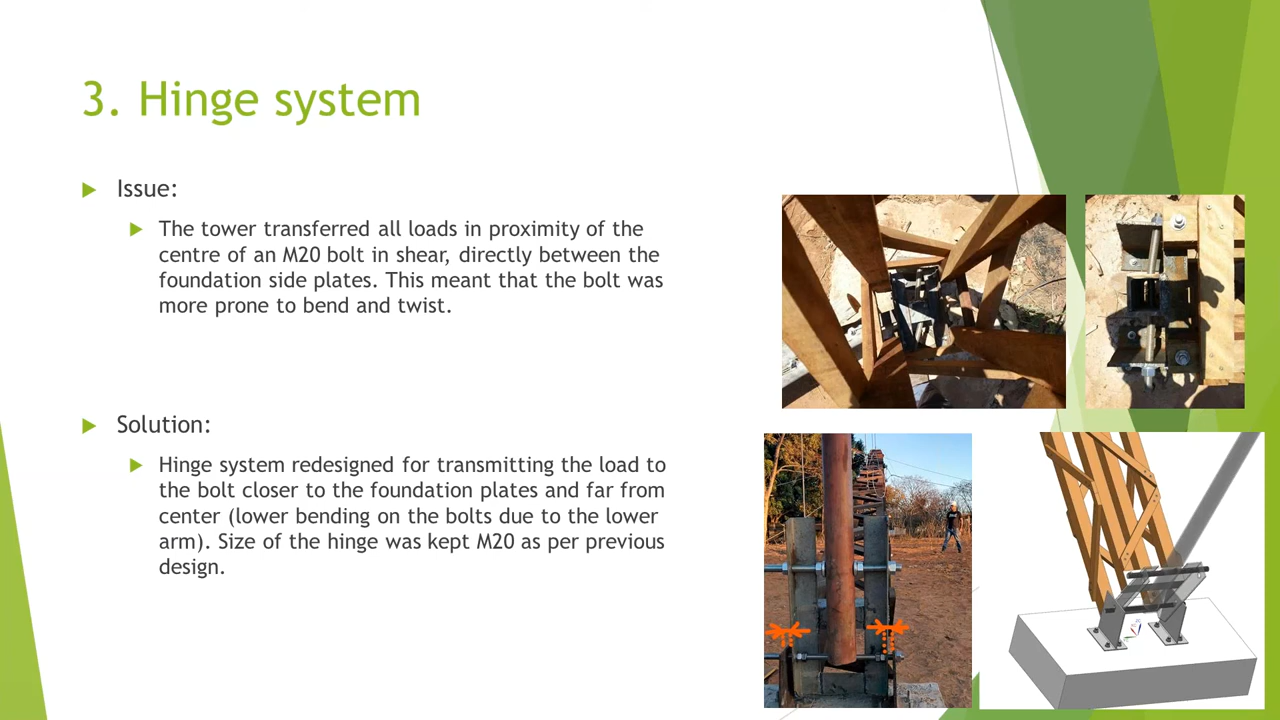 3. Hinge system
Issue:
The tower transferred all loads in proximity of the
centre of an M20 bolt in shear, directly between the
foundation side plates. This meant that the bolt was
more prone to bend and twist.
Solution:
Hinge system redesigned for transmitting the load to
the bolt closer to the foundation plates and far from
center (lower bending on the bolts due to the lower
arm). Size of the hinge was kept M20 as per previous
design.